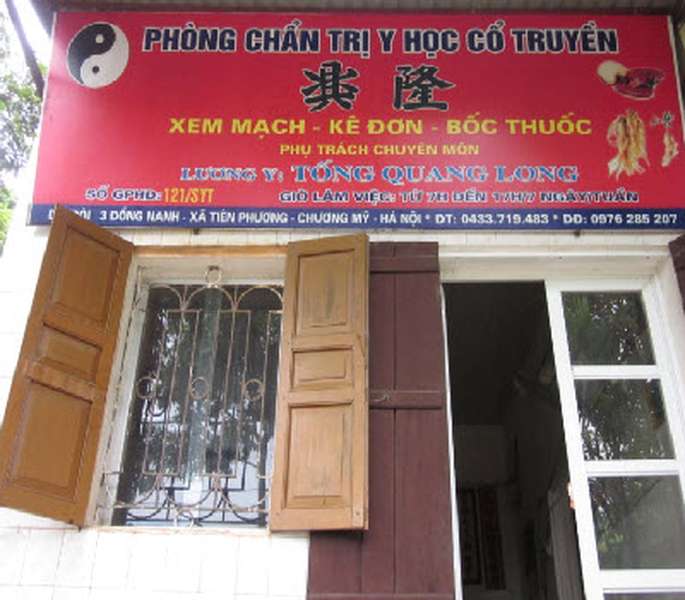 PHÒNG CHẨN TRỊ Y HỌC CỔ TRUYỀN
兆隆
XEM MẠCH - KÊ ĐƠN - BỐC THUỐC
PHỤ TRÁCH CHUYÊN MÔN
LƯƠNG Y: TỐNG QUANG LONG
SỐ GPHĐ: 121/SYT GIỜ LÀM VIỆC: TỪ 7H ĐẾN 17H/7 NGÀY/TUẦN
3 ĐỒNG NANH - XÃ TIÊN PHƯƠNG - CHƯƠNG MỸ - HÀ NỘI * ĐT: 0433.719.483 * DĐ: 0976 285 207